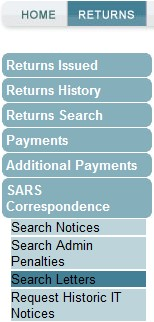 HOME RETURNS
Returns Issued
Returns History
Returns Search
Payments
Additional Payments
SARS
Correspondence
Search Notices
Search Admin
Penalties
Search Letters
Request Historic IT
Notices